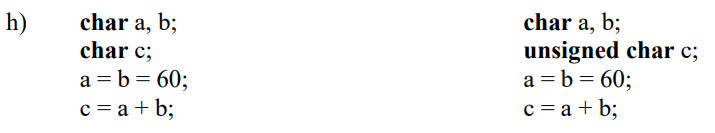 h) char a, b; char a, b;
char c; unsigned char c;
a = b = 60; a = b = 60;
c = a + b; c = a + b;